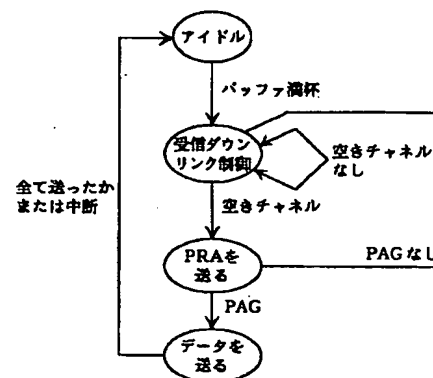 アイドル
バッファ満杯
受信ダウン
リンク制御
空きチャネル
なし
全て送ったか
または中断
空きチャネル
PRAを
送る
PAGなし
PAG
データを
送る